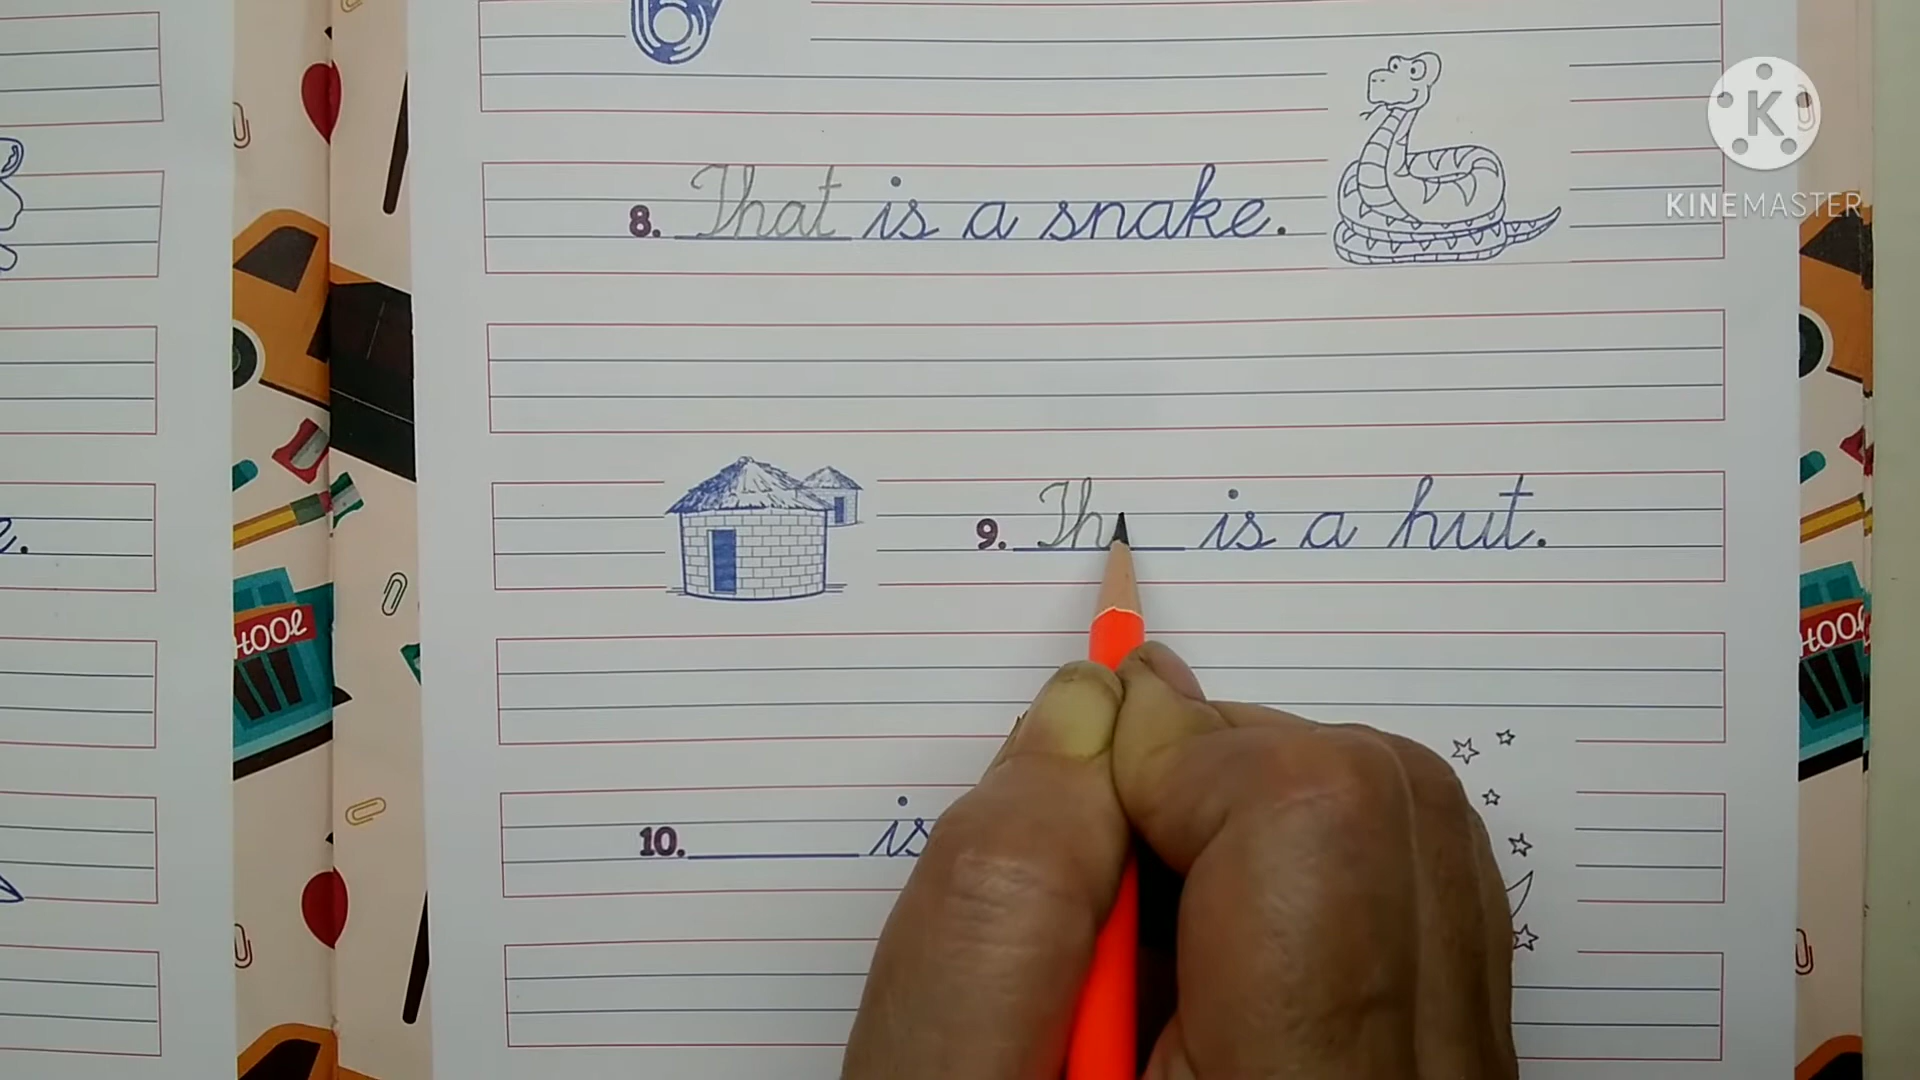 K
KINEMASTER
8. That is a snake.
e.
9. Th is a hut.
HOOL
HOOL
10. is